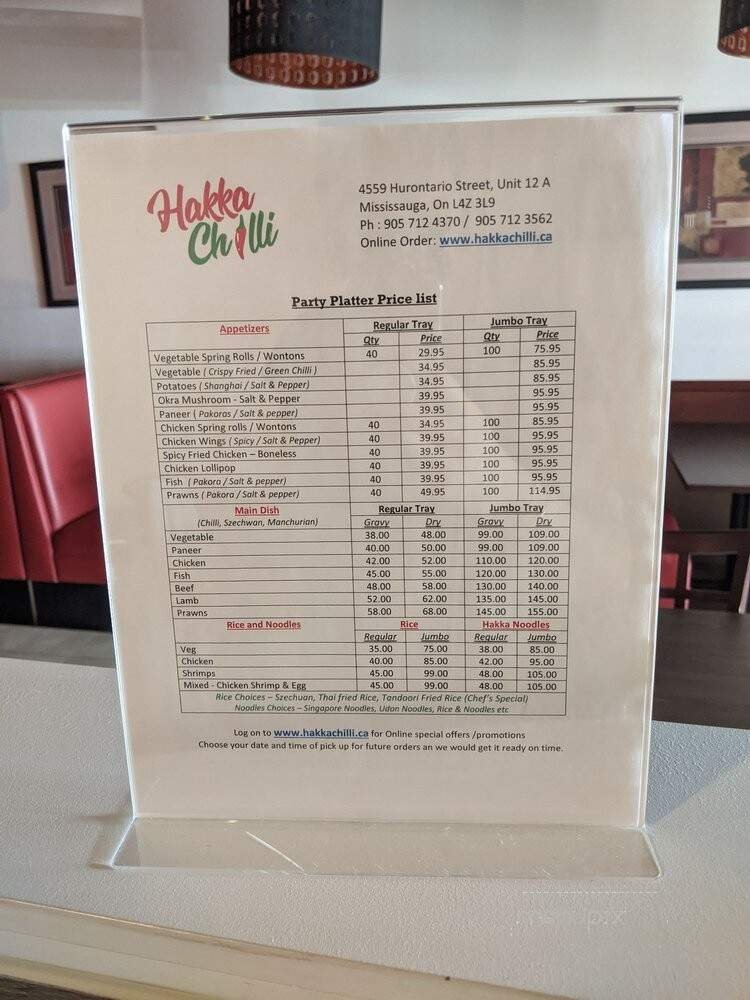 Hakka
Chilli
4559 Hurontario Street, Unit 12 A
Mississauga, On L4Z 3L9
Ph : 905 712 4370 / 905 712 3562
Online Order: www.hakkachilli.ca
Party Platter Price list
Appetizers Regular Tray Jumbo Tray
Qty Price Qty Price
Vegetable Spring Rolls / Wontons 40 29.95 100 75.95
Vegetable ( Crispy Fried / Green Chilli ) 34.95 85.95
Potatoes ( Shanghai / Salt & Pepper) 34.95 85.95
Okra Mushroom - Salt & Pepper 39.95 95.95
Paneer ( Pakoras / Salt & pepper) 39.95 95.95
Chicken Spring rolls / Wontons 40 34.95 100 85.95
Chicken Wings ( Spicy / Salt & Pepper) 40 39.95 100 95.95
Spicy Fried Chicken – Boneless 40 39.95 100 95.95
Chicken Lollipop 40 39.95 100 95.95
Fish ( Pakora / Salt & pepper) 40 39.95 100 95.95
Prawns ( Pakora / Salt & pepper) 40 49.95 100 114.95
Main Dish Regular Tray Jumbo Tray
(Chilli, Szechwan, Manchurian) Gravy Dry Gravy Dry
Vegetable 38.00 48.00 99.00 109.00
Paneer 40.00 50.00 99.00 109.00
Chicken 42.00 52.00 110.00 120.00
Fish 45.00 55.00 120.00 130.00
Beef 48.00 58.00 130.00 140.00
Lamb 52.00 62.00 135.00 145.00
Prawns 58.00 68.00 145.00 155.00
Rice and Noodles Rice Hakka Noodles
Regular Jumbo Regular Jumbo
Veg 35.00 75.00 38.00 85.00
Chicken 40.00 85.00 42.00 95.00
Shrimps 45.00 99.00 48.00 105.00
Mixed - Chicken Shrimp & Egg 45.00 99.00 48.00 105.00
Rice Choices – Szechuan, Thai fried Rice, Tandoori Fried Rice (Chef's Special)
Noodles Choices – Singapore Noodles, Udon Noodles, Rice & Noodles etc
Log on to www.hakkachilli.ca for Online special offers /promotions
Choose your date and time of pick up for future orders an we would get it ready on time.